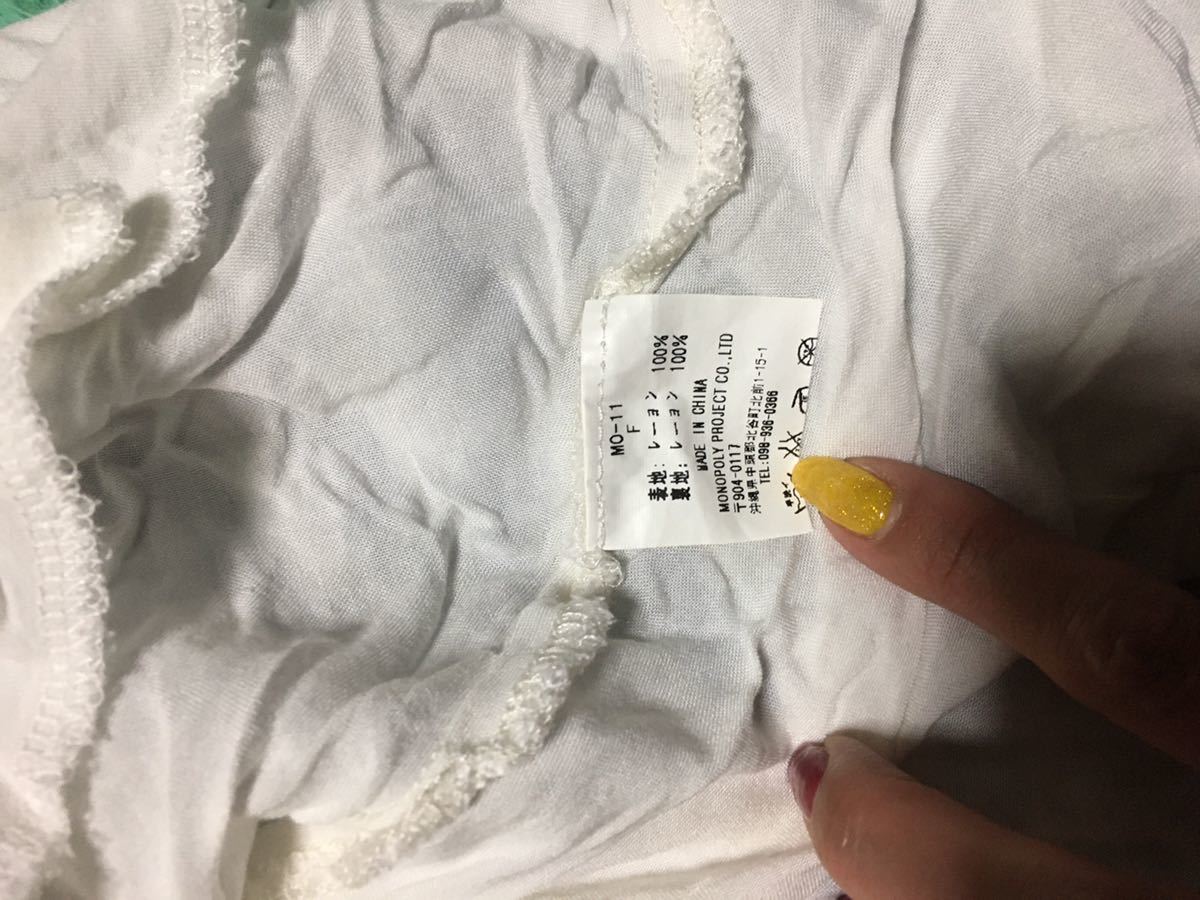 MO-11
F
表地: レーヨン 100%
裏地: レーヨン 100%
MADE IN CHINA
MONOPOLY PROJECT CO.,LTD
〒904-0117
沖縄県中頭郡北谷町北前1-15-1
TEL:098-936-0366